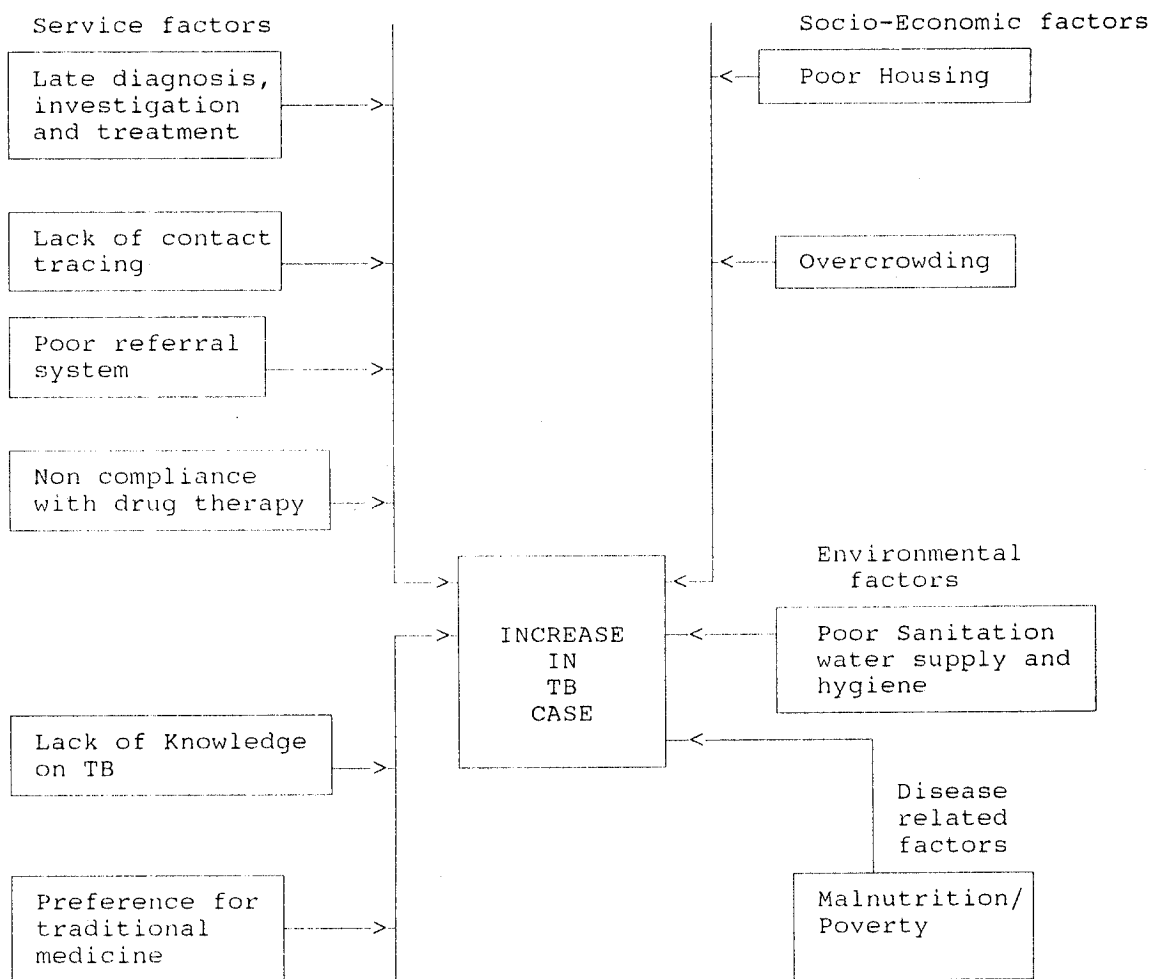 Service factors
Late diagnosis,
investigation
and treatment
Lack of contact
tracing
Poor referral
system
Non compliance
with drug therapy
Lack of Knowledge
on TB
Preference for
traditional
medicine
INCREASE
IN
TB
CASE
Socio-Economic factors
Poor Housing
Overcrowding
Environmental
factors
Poor Sanitation
water supply and
hygiene
Disease
related
factors
Malnutrition/
Poverty